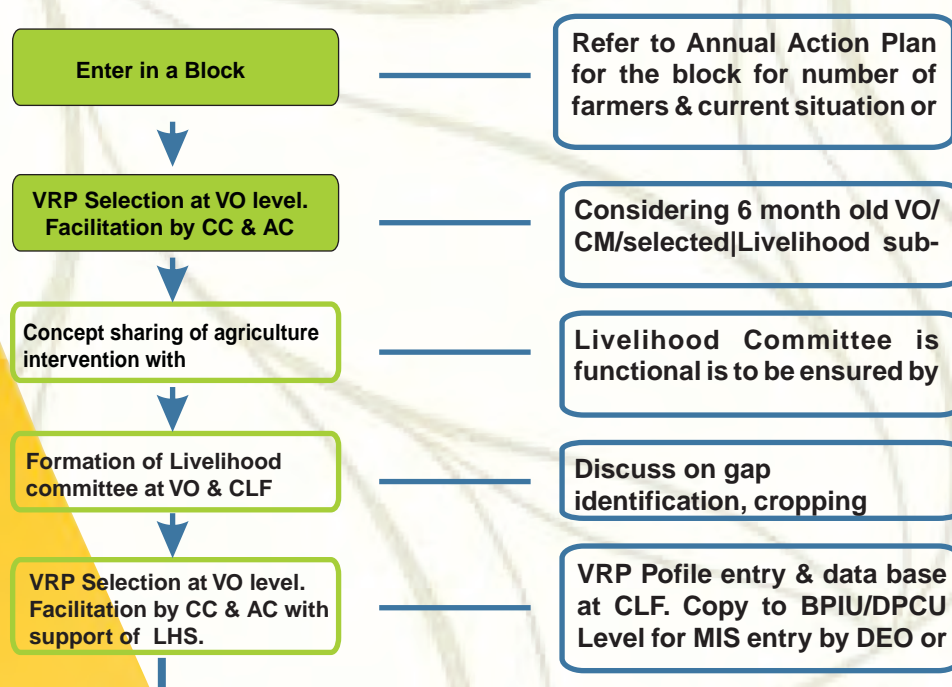 Enter in a Block
Refer to Annual Action Plan
for the block for number of
farmers & current situation or
VRP Selection at VO level.
Facilitation by CC & AC
Considering 6 month old VO/
CM/selected|Livelihood sub-
Concept sharing of agriculture
intervention with
Livelihood Committee is
functional is to be ensured by
Formation of Livelihood
committee at VO & CLF
Discuss on gap
identification, cropping
VRP Selection at VO level.
Facilitation by CC & AC with
support of LHS.
VRP Pofile entry & data base
at CLF. Copy to BPIU/DPCU
Level for MIS entry by DEO or